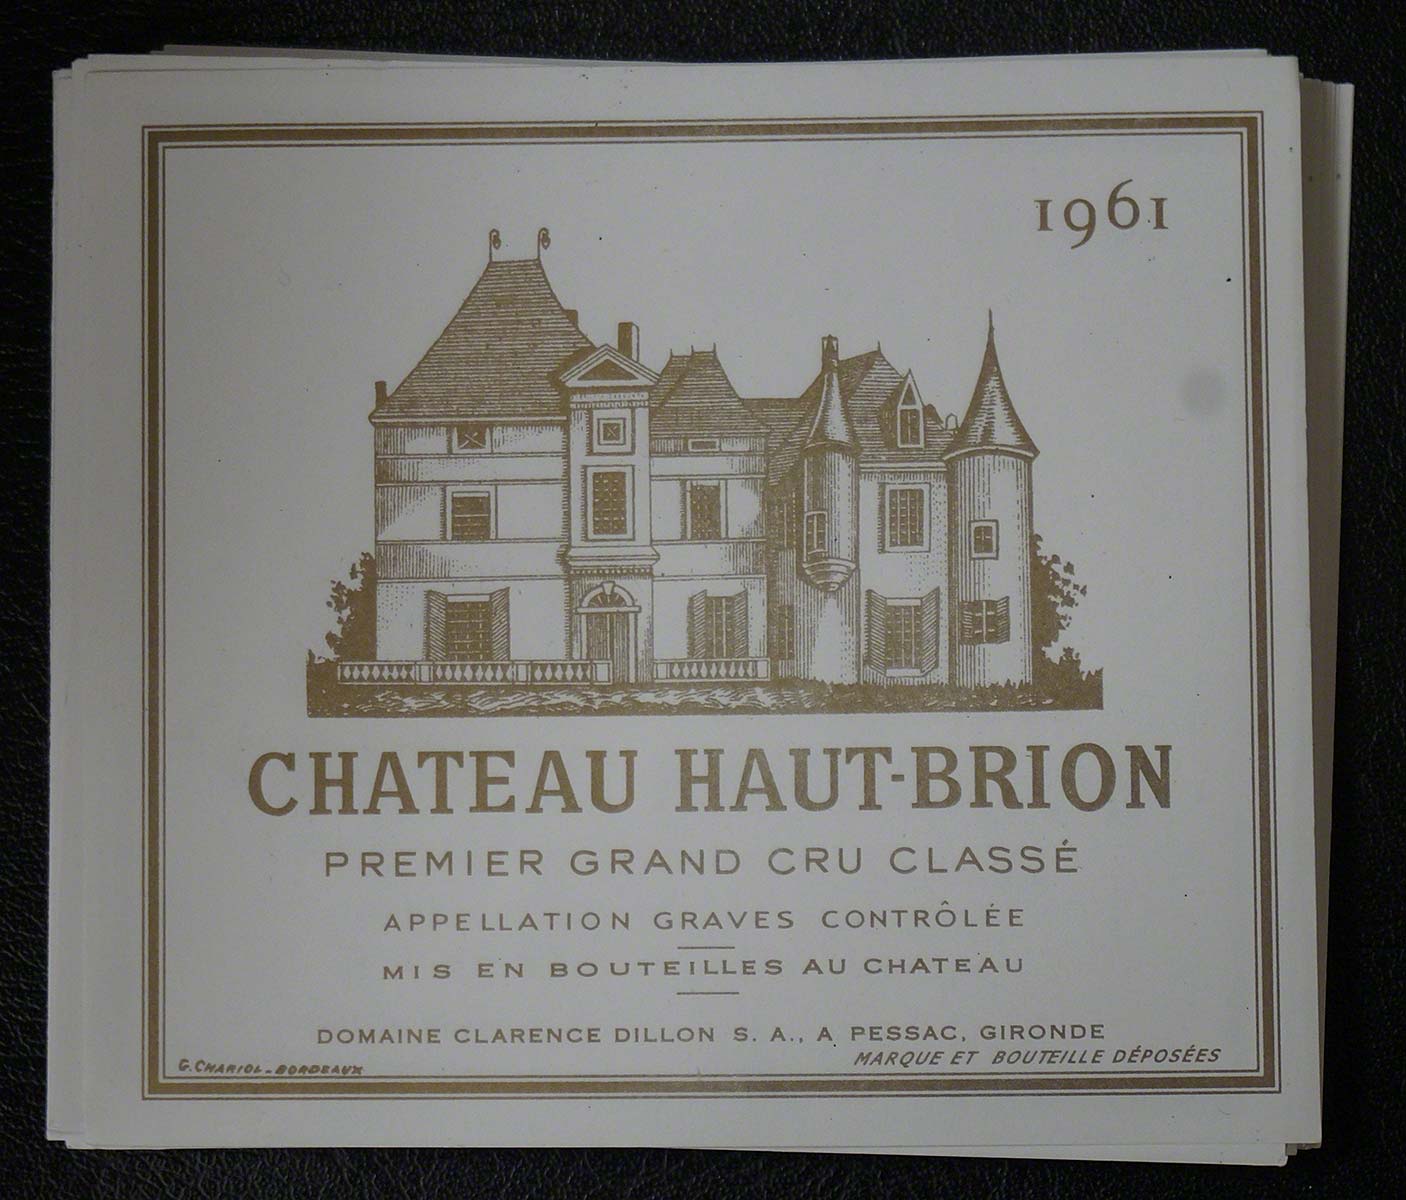 1961
CHATEAU HAUT-BRION
PREMIER GRAND CRU CLASSÉ
APPELLATION GRAVES CONTRÔLÉE
MIS EN BOUTEILLES AU CHATEAU
DOMAINE CLARENCE DILLON S. A., A PESSAC, GIRONDE
MARQUE ET BOUTEILLE DÉPOSÉES
G. CHARIOL - BORDEAUX